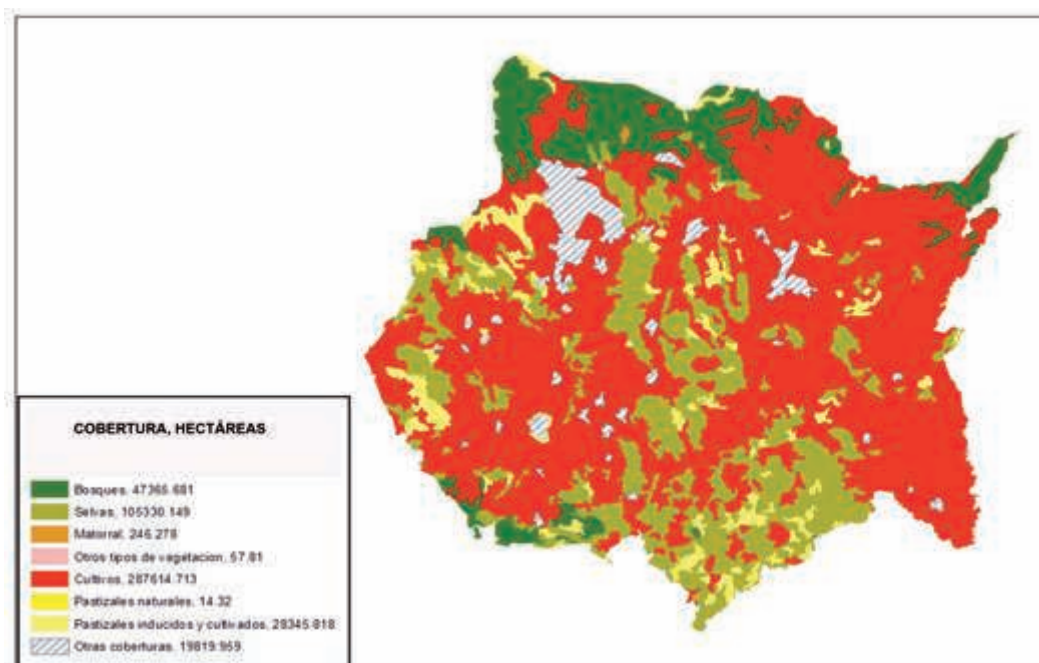 COBERTURA, HECTÁREAS
Bosques, 47365.681
Selvas, 105330.149
Matorral, 246.278
Otros tipos de vegetacion, 57.81
Cultivos, 287614.713
Pastizales naturales, 14.32
Pastizales inducidos y cultivados, 28345.818
Otras coberturas, 19819.959